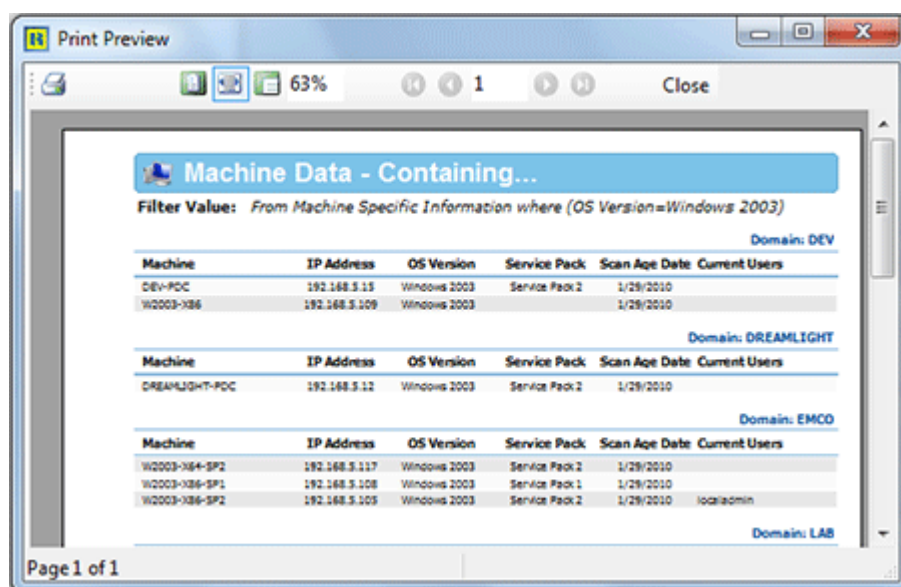 Print Preview
63% 1 Close
Machine Data - Containing...
Filter Value: From Machine Specific Information where (OS Version=Windows 2003)
Domain: DEV
Machine IP Address OS Version Service Pack Scan Age Date Current Users
DEV-PDC 192.168.5.15 Windows 2003 Service Pack 2 1/29/2010
W2003-X86 192.168.5.109 Windows 2003 1/29/2010
Domain: DREAMLIGHT
Machine IP Address OS Version Service Pack Scan Age Date Current Users
DREAMLIGHT-PDC 192.168.5.12 Windows 2003 Service Pack 2 1/29/2010
Domain: EMCO
Machine IP Address OS Version Service Pack Scan Age Date Current Users
W2003-X64-SP2 192.168.5.117 Windows 2003 Service Pack 2 1/29/2010
W2003-X86-SP1 192.168.5.108 Windows 2003 Service Pack 1 1/29/2010
W2003-X86-SP2 192.168.5.105 Windows 2003 Service Pack 2 1/29/2010 localadmin
Domain: LAB
Page 1 of 1